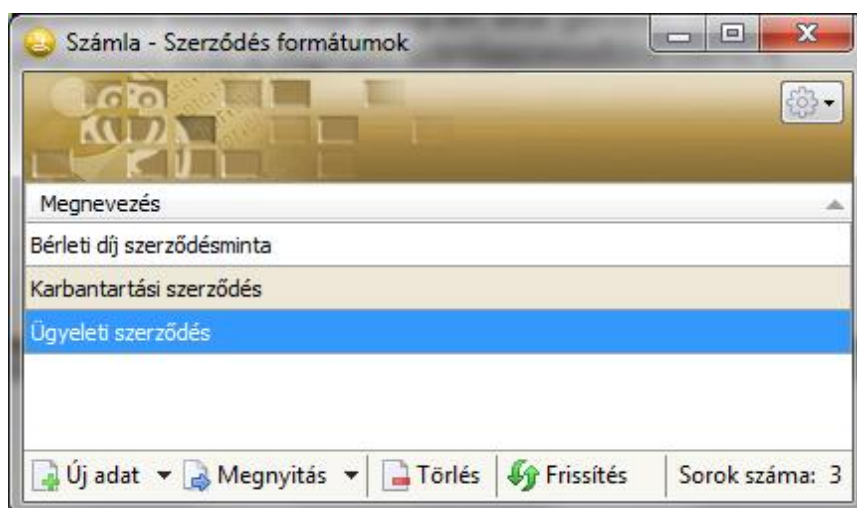 Számla - Szerződés formátumok
Megnevezés
Bérleti díj szerződésminta
Karbantartási szerződés
Ügyeleti szerződés
Új adat Megnyitás Törlés Frissítés Sorok száma: 3